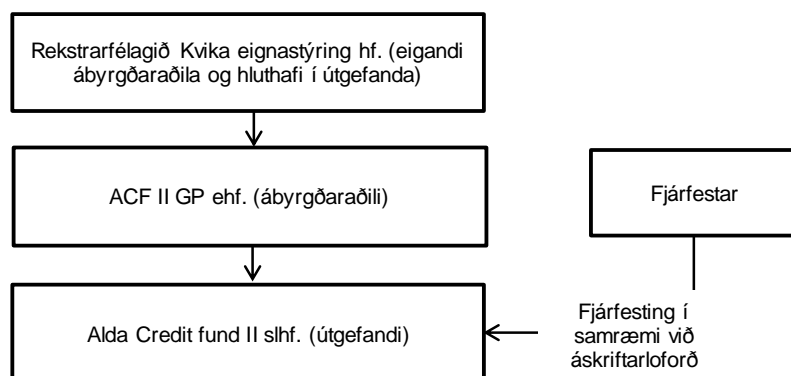 Rekstrarfélagið Kvika eignastýring hf. (eigandi
ábyrgðaraðila og hluthafi í útgefanda)
ACF II GP ehf. (ábyrgðaraðili)
Fjárfestar
Alda Credit fund II slhf. (útgefandi)
Fjárfesting í
samræmi við
áskriftarloforð